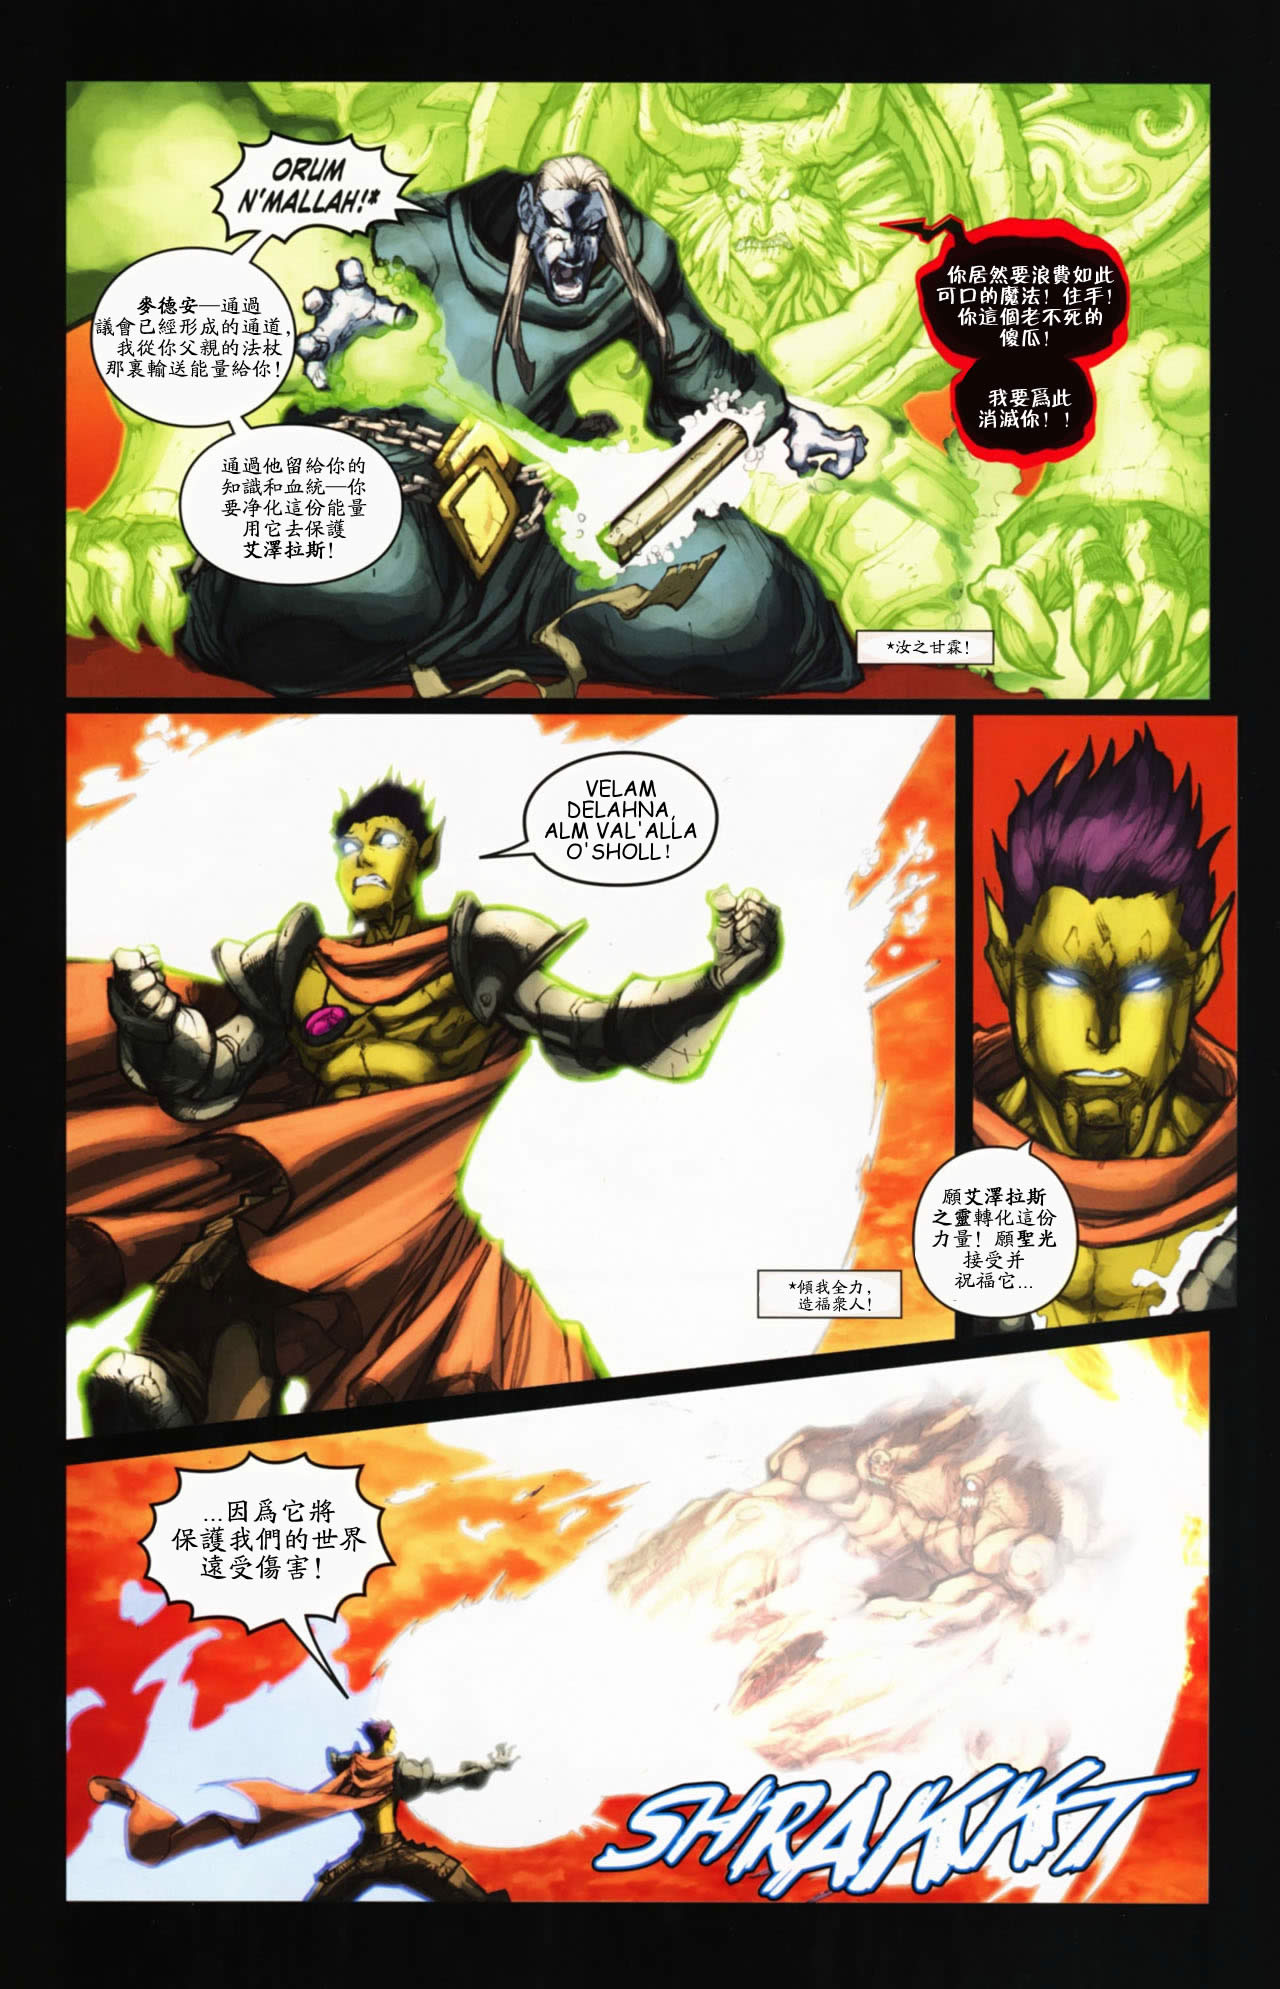 ORUM
N'MALLAH!*
麥德安—通過
議會已經形成的通道,
我從你父親的法杖
那裏輸送能量給你!
通過他留給你的
知識和血統—你
要净化這份能量
用它去保護
艾澤拉斯!
你居然要浪費如此
可口的魔法! 住手!
你這個老不死的
傻瓜!
我要爲此
消滅你! !
*汝之甘霖!
VELAM
DELAHNA,
ALM VAL'ALLA
O'SHOLL!
*傾我全力,
造福衆人!
願艾澤拉斯
之靈轉化這份
力量! 願聖光
接受并
祝福它...
...因爲它將
保護我們的世界
遠受傷害!
SHRAKKT